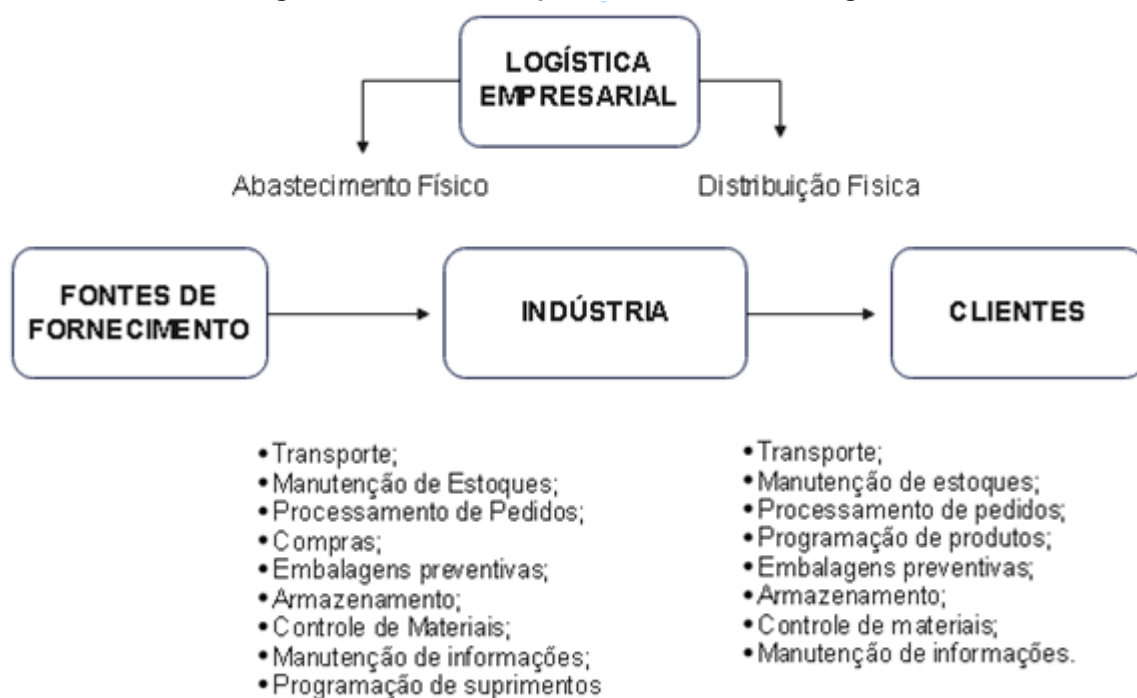 LOGÍSTICA
EMPRESARIAL
Abastecimento Físico
Distribuição Fisica
FONTES DE
FORNECIMENTO
INDÚSTRIA
CLIENTES
• Transporte;
• Manutenção de Estoques;
• Processamento de Pedidos;
• Compras;
• Embalagens preventivas;
• Armazenamento;
• Controle de Materiais;
• Manutenção de informações;
• Programação de suprimentos
• Transporte;
• Manutenção de estoques;
• Processamento de pedidos;
• Programação de produtos;
• Embalagens preventivas;
• Armazenamento;
• Controle de materiais;
• Manutenção de informações.